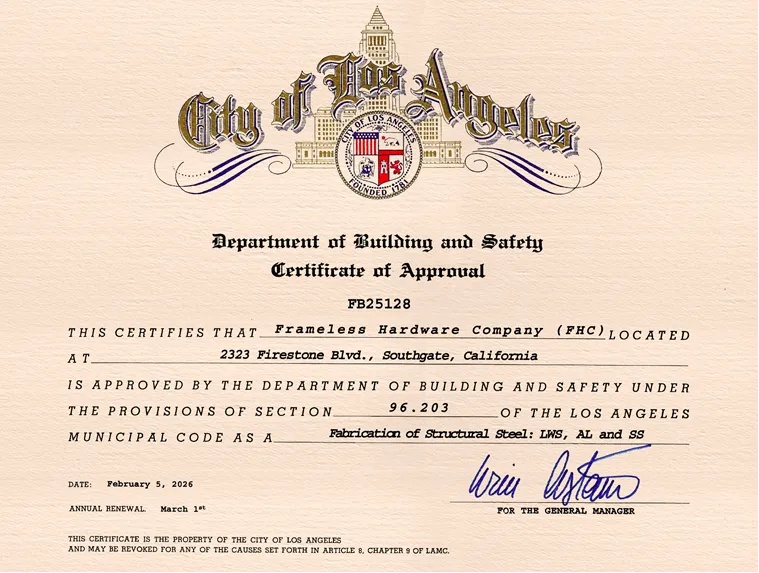 City of Los Angeles
CITY OF LOS ANGELES
FOUNDED 1781
Department of Building and Safety
Certificate of Approval
FB25128
THIS CERTIFIES THAT Frameless Hardware Company (FHC) LOCATED
AT 2323 Firestone Blvd., Southgate, California
IS APPROVED BY THE DEPARTMENT OF BUILDING AND SAFETY UNDER
THE PROVISIONS OF SECTION 96.203 OF THE LOS ANGELES
MUNICIPAL CODE AS A Fabrication of Structural Steel: LWS, AL and SS
DATE: February 5, 2026
ANNUAL RENEWAL March 1st
FOR THE GENERAL MANAGER
THIS CERTIFICATE IS THE PROPERTY OF THE CITY OF LOS ANGELES
AND MAY BE REVOKED FOR ANY OF THE CAUSES SET FORTH IN ARTICLE 8, CHAPTER 9 OF LAMC.